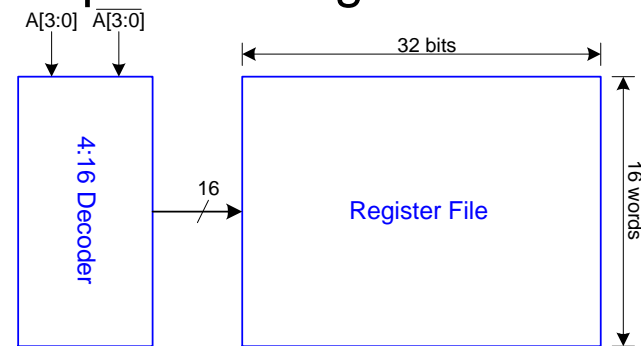 A[3:0] A[3:0]
32 bits
4:16 Decoder
16
Register File
16 words